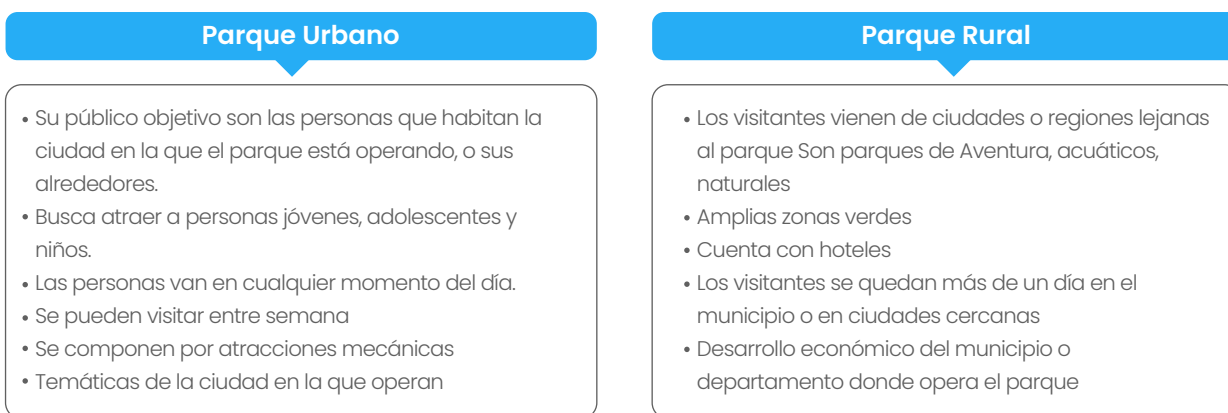 Parque Urbano
• Su público objetivo son las personas que habitan la
ciudad en la que el parque está operando, o sus
alrededores.
• Busca atraer a personas jóvenes, adolescentes y
niños.
• Las personas van en cualquier momento del día.
• Se pueden visitar entre semana
• Se componen por atracciones mecánicas
• Temáticas de la ciudad en la que operan
Parque Rural
• Los visitantes vienen de ciudades o regiones lejanas
al parque Son parques de Aventura, acuáticos,
naturales
• Amplias zonas verdes
• Cuenta con hoteles
• Los visitantes se quedan más de un día en el
municipio o en ciudades cercanas
• Desarrollo económico del municipio o
departamento donde opera el parque